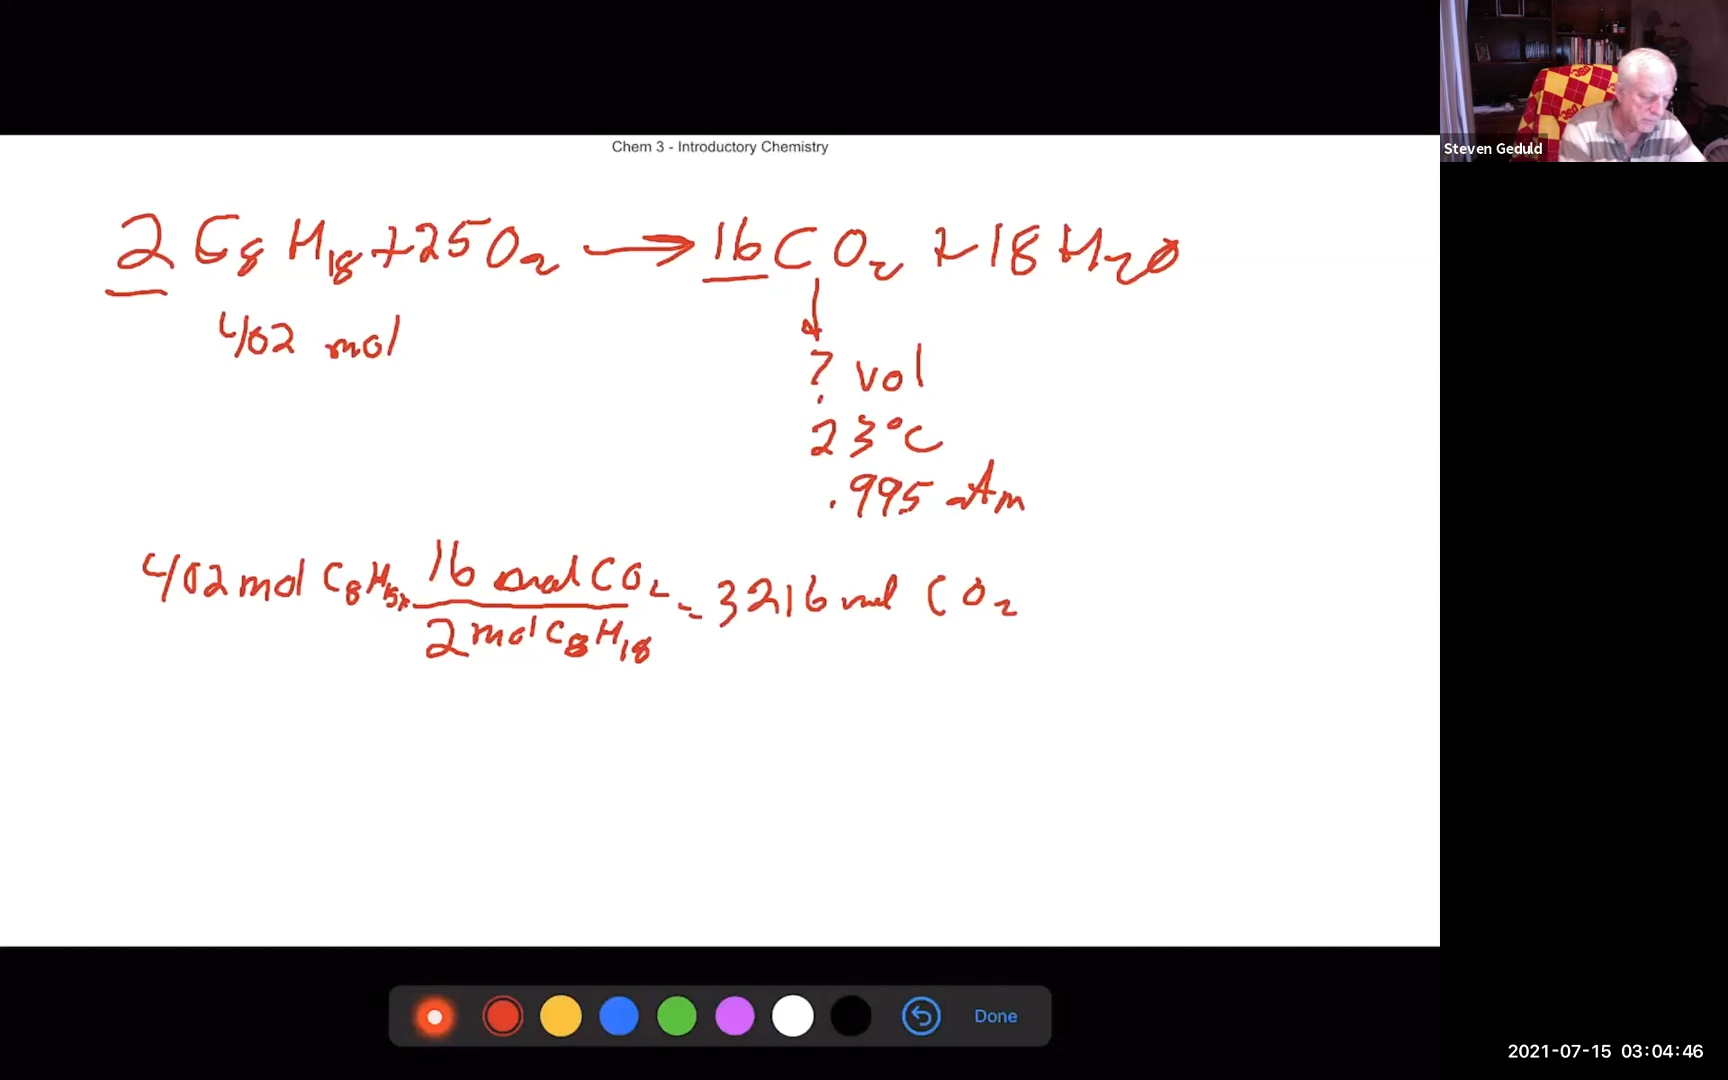 Chem 3 - Introductory Chemistry
Steven Geduld
2 C8 H18 + 25 O2 → 16 CO2 + 18 H2O
402 mol
? vol
23°C
.995 atm
402 mol C8H18 x 16 mol CO2 / 2 mol C8H18 = 3216 mol CO2
Done
2021-07-15 03:04:46